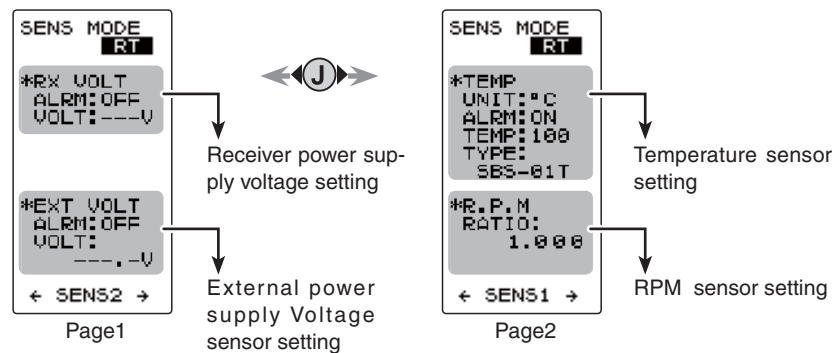 SENS MODE
RT
*RX VOLT
ALRM:OFF
VOLT:---V
*EXT VOLT
ALRM:OFF
VOLT:
---.-V
← SENS2 →
Page1
Receiver power sup-
ply voltage setting
External power
supply Voltage
sensor setting
J
SENS MODE
RT
*TEMP
UNIT:°C
ALRM:ON
TEMP:100
TYPE:
SBS-01T
*R.P.M
RATIO:
1.000
← SENS1 →
Page2
Temperature sensor
setting
RPM sensor setting